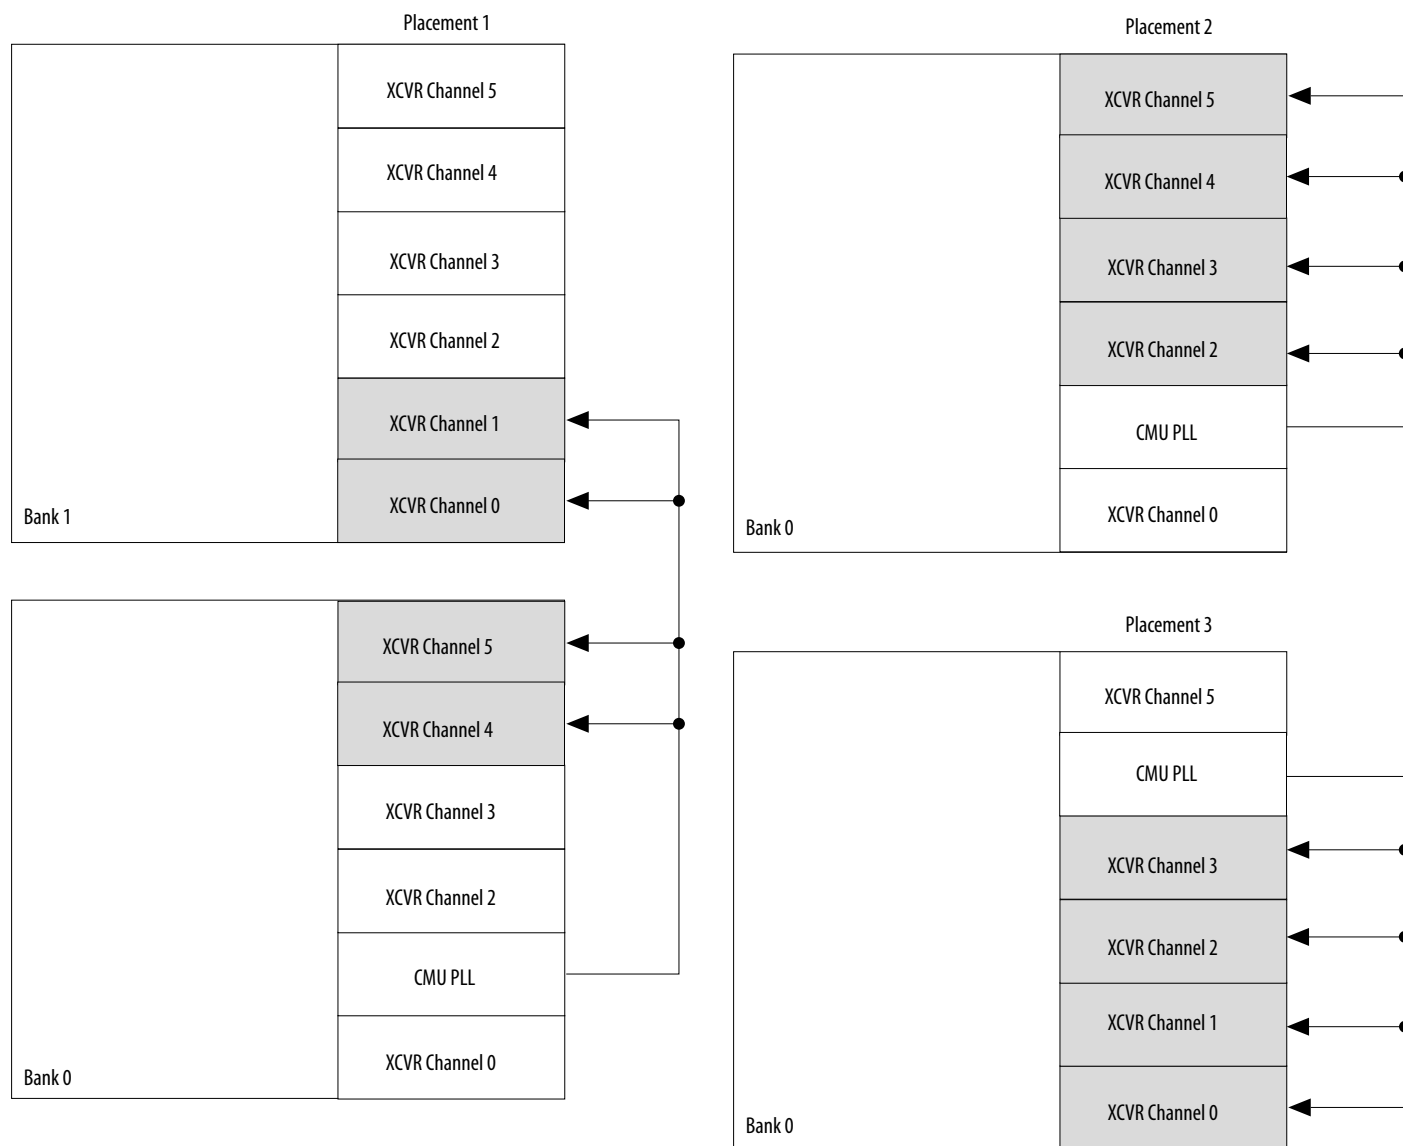 Placement 1
XCVR Channel 5
XCVR Channel 4
XCVR Channel 3
XCVR Channel 2
XCVR Channel 1
XCVR Channel 0
Bank 1
XCVR Channel 5
XCVR Channel 4
XCVR Channel 3
XCVR Channel 2
CMU PLL
XCVR Channel 0
Bank 0
Placement 2
XCVR Channel 5
XCVR Channel 4
XCVR Channel 3
XCVR Channel 2
CMU PLL
XCVR Channel 0
Bank 0
Placement 3
XCVR Channel 5
CMU PLL
XCVR Channel 3
XCVR Channel 2
XCVR Channel 1
XCVR Channel 0
Bank 0